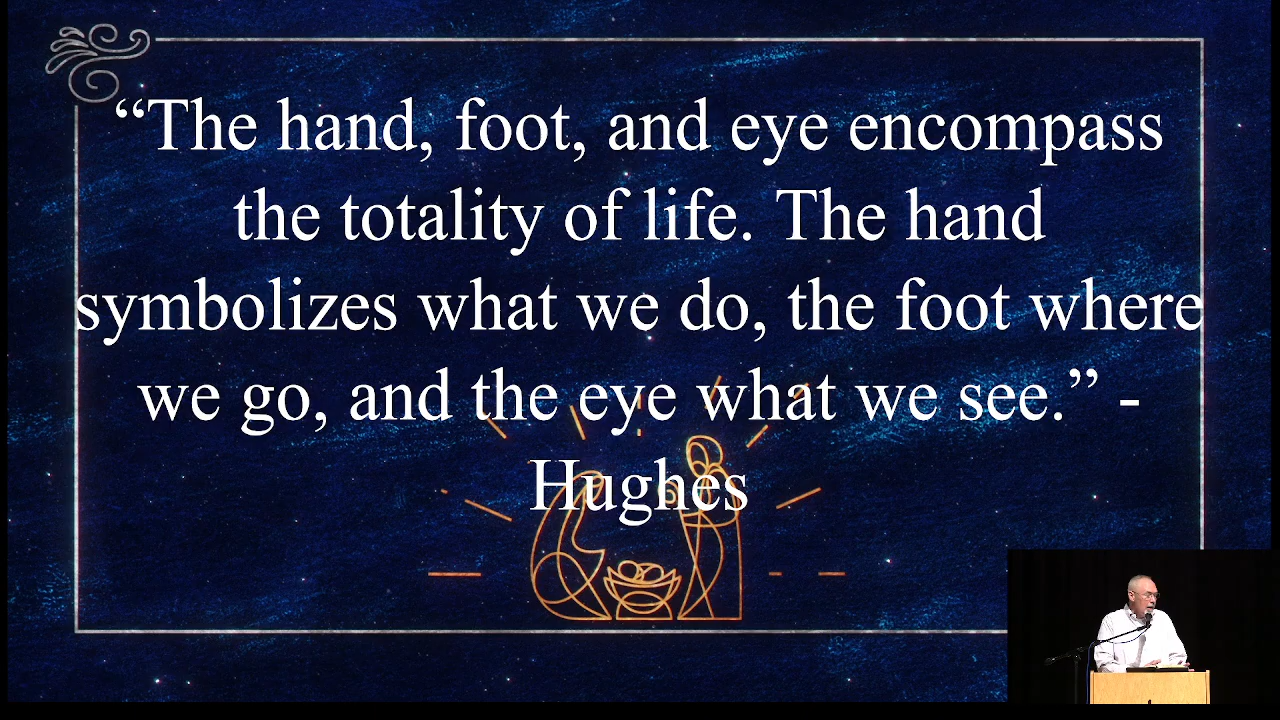 “The hand, foot, and eye encompass
the totality of life. The hand
symbolizes what we do, the foot where
we go, and the eye what we see.” -
Hughes